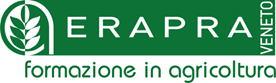 ERAPRA VENETO
formazione in agricoltura